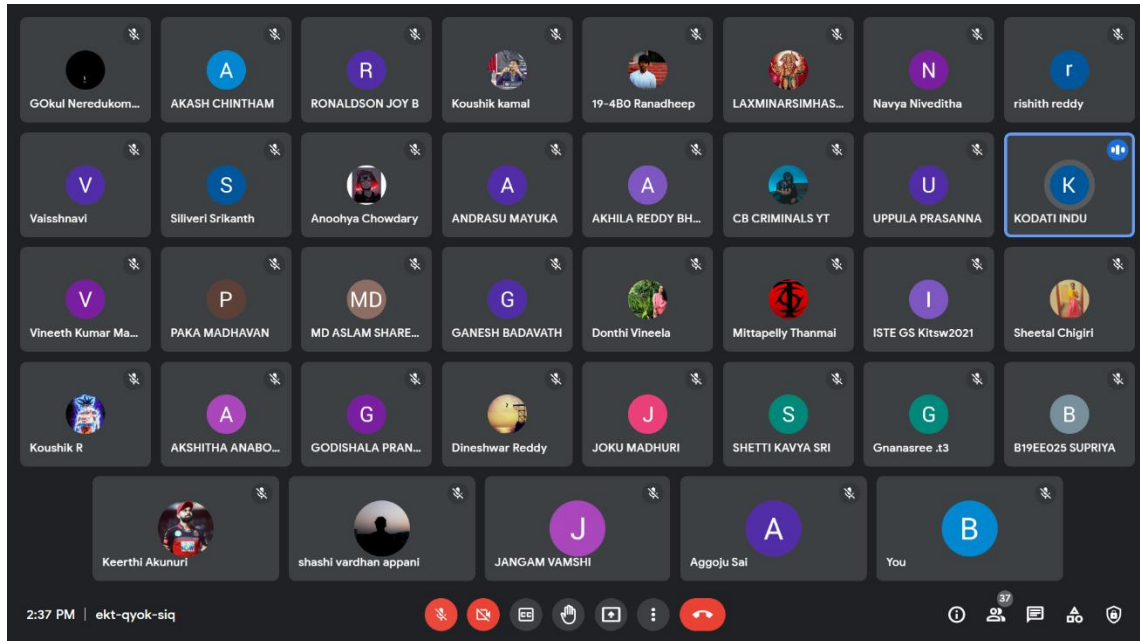 GOkul Neredukom...
A
AKASH CHINTHAM
R
RONALDSON JOY B
Koushik kamal
19-4B0 Ranadheep
LAXMINARSIMHAS...
N
Navya Niveditha
r
rishith reddy
V
Vaisshnavi
S
Siliveri Srikanth
Anoohya Chowdary
A
ANDRASU MAYUKA
A
AKHILA REDDY BH...
CB CRIMINALS YT
U
UPPULA PRASANNA
K
KODATI INDU
V
Vineeth Kumar Ma...
P
PAKA MADHAVAN
MD
MD ASLAM SHARE...
G
GANESH BADAVATH
Donthi Vineela
Mittapelly Thanmai
I
ISTE GS Kitsw2021
Sheetal Chigiri
Koushik R
A
AKSHITHA ANABO...
G
GODISHALA PRAN...
Dineshwar Reddy
J
JOKU MADHURI
S
SHETTI KAVYA SRI
G
Gnanasree .t3
B
B19EE025 SUPRIYA
Keerthi Akunuri
shashi vardhan appani
J
JANGAM VAMSHI
A
Aggoju Sai
B
You
2:37 PM | ekt-qyok-siq
CC
37